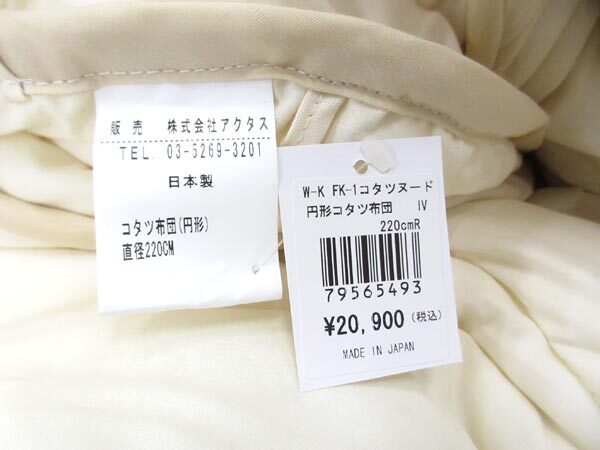 販 売 株式会社アクタス
TEL. 03-5269-3201
日本製
コタツ布団(円形)
直径220CM
W-K FK-1コタツヌード
円形コタツ布団 IV
220cmR
79565493
¥20,900 (税込)
MADE IN JAPAN